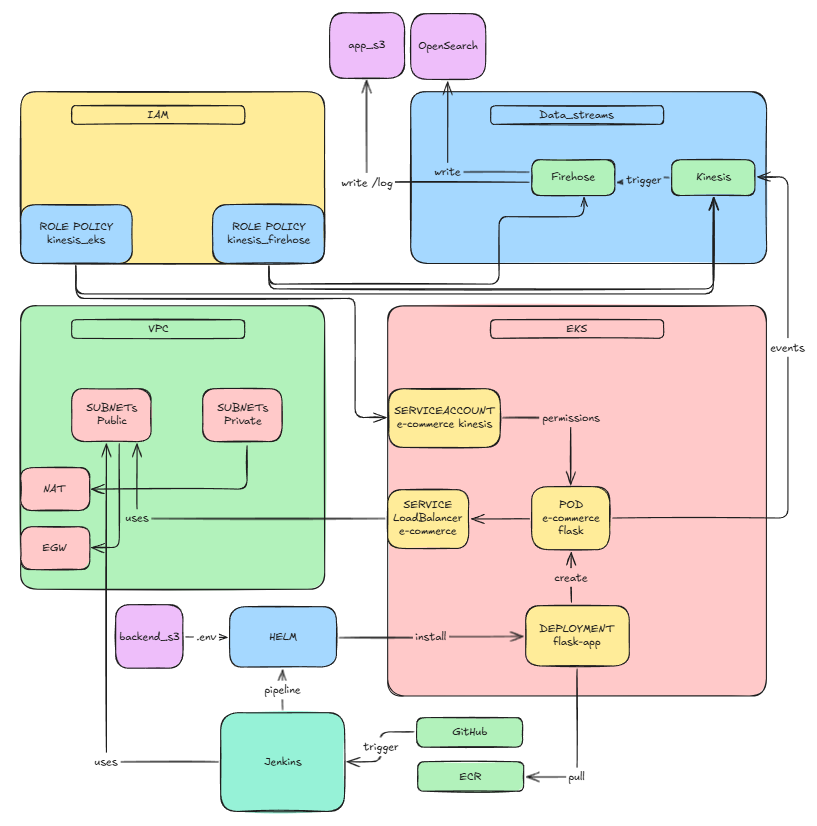 app_s3
OpenSearch
IAM
Data_streams
write
write /log
Firehose
trigger
Kinesis
ROLE POLICY
kinesis_eks
ROLE POLICY
kinesis_firehose
VPC
EKS
events
SUBNETs
Public
SUBNETs
Private
SERVICEACCOUNT
e-commerce kinesis
permissions
NAT
uses
SERVICE
LoadBalancer
e-commerce
POD
e-commerce
flask
EGW
create
backend_s3
.env
HELM
install
DEPLOYMENT
flask-app
pipeline
uses
Jenkins
trigger
GitHub
ECR
pull